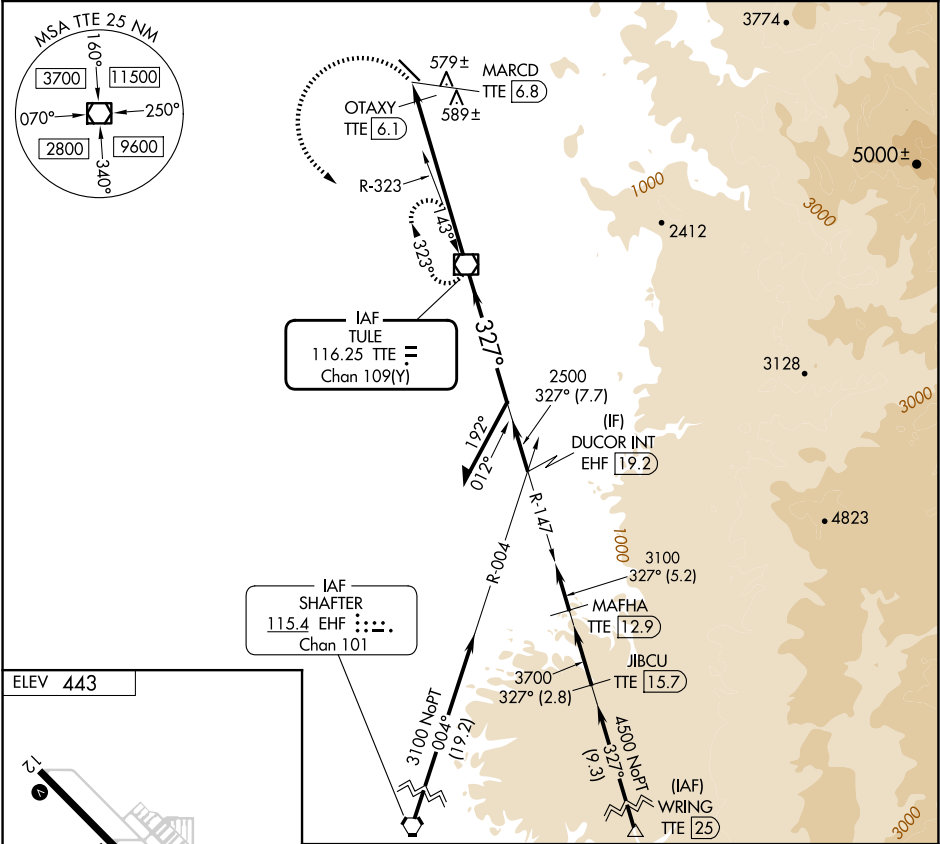 MSA TTE 25 NM
160°
3700
11500
070°
250°
2800
9600
340°
3774
579±
MARCD
TTE 6.8
589±
OTAXY
TTE 6.1
5000±
1000
3000
2412
R-323
143°
323°
IAF
TULE
116.25 TTE
Chan 109(Y)
327°
3128
3000
2500
327° (7.7)
(IF)
DUCOR INT
EHF 19.2
192°
012°
R-147
4823
1000
R-004
3100
327° (5.2)
IAF
SHAFTER
115.4 EHF
Chan 101
MAFHA
TTE 12.9
JIBCU
TTE 15.7
3700
327° (2.8)
ELEV 443
3100 NoPT
004°
(19.2)
4500 NoPT
327°
(9.3)
(IAF)
WRING
TTE 25
3000
12
V